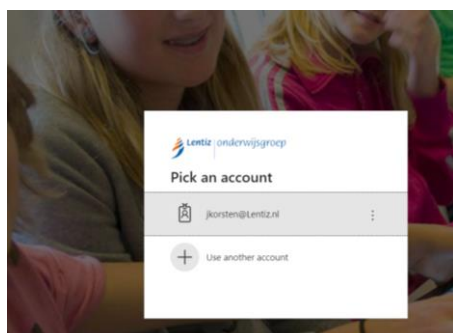 Lentiz onderwijsgroep
Pick an account
jkorsten@Lentiz.nl
Use another account